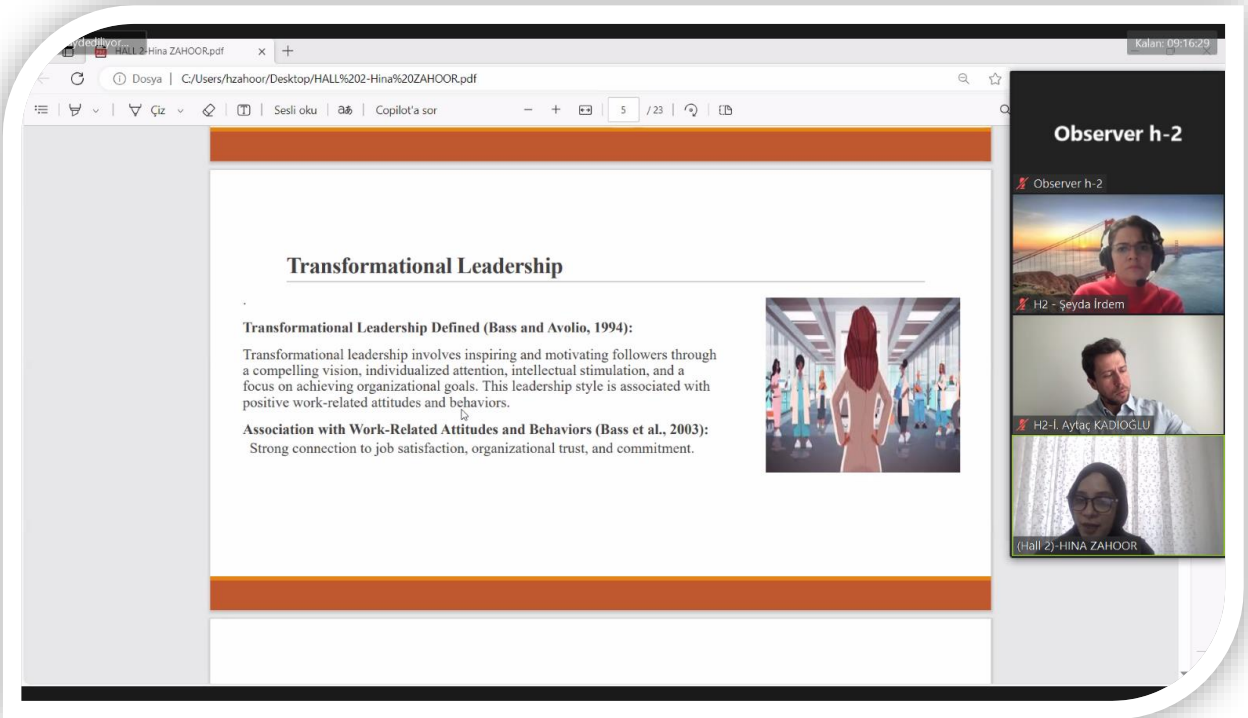 ydediliyor...
HALL 2-Hina ZAHOOR.pdf
Kalan: 09:16:29
Dosya | C:/Users/hzahoor/Desktop/HALL%202-Hina%20ZAHOOR.pdf
Çiz
Sesli oku
aあ
Copilot'a sor
5 / 23
Observer h-2
Observer h-2
H2 - Şeyda İrdem
H2-İ. Aytaç KADIOĞLU
(Hall 2)-HINA ZAHOOR
Transformational Leadership
.
Transformational Leadership Defined (Bass and Avolio, 1994):
Transformational leadership involves inspiring and motivating followers through
a compelling vision, individualized attention, intellectual stimulation, and a
focus on achieving organizational goals. This leadership style is associated with
positive work-related attitudes and behaviors.
Association with Work-Related Attitudes and Behaviors (Bass et al., 2003):
Strong connection to job satisfaction, organizational trust, and commitment.